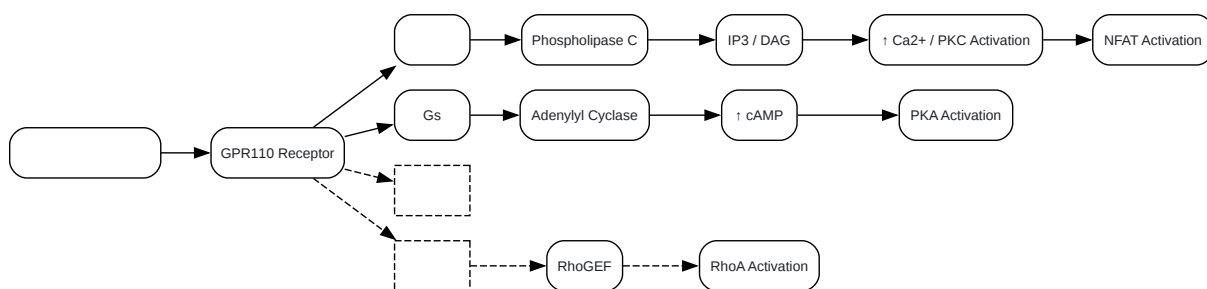 Phospholipase C
IP3 / DAG
↑ Ca2+ / PKC Activation
NFAT Activation
Gs
Adenylyl Cyclase
↑ cAMP
PKA Activation
GPR110 Receptor
RhoGEF
RhoA Activation